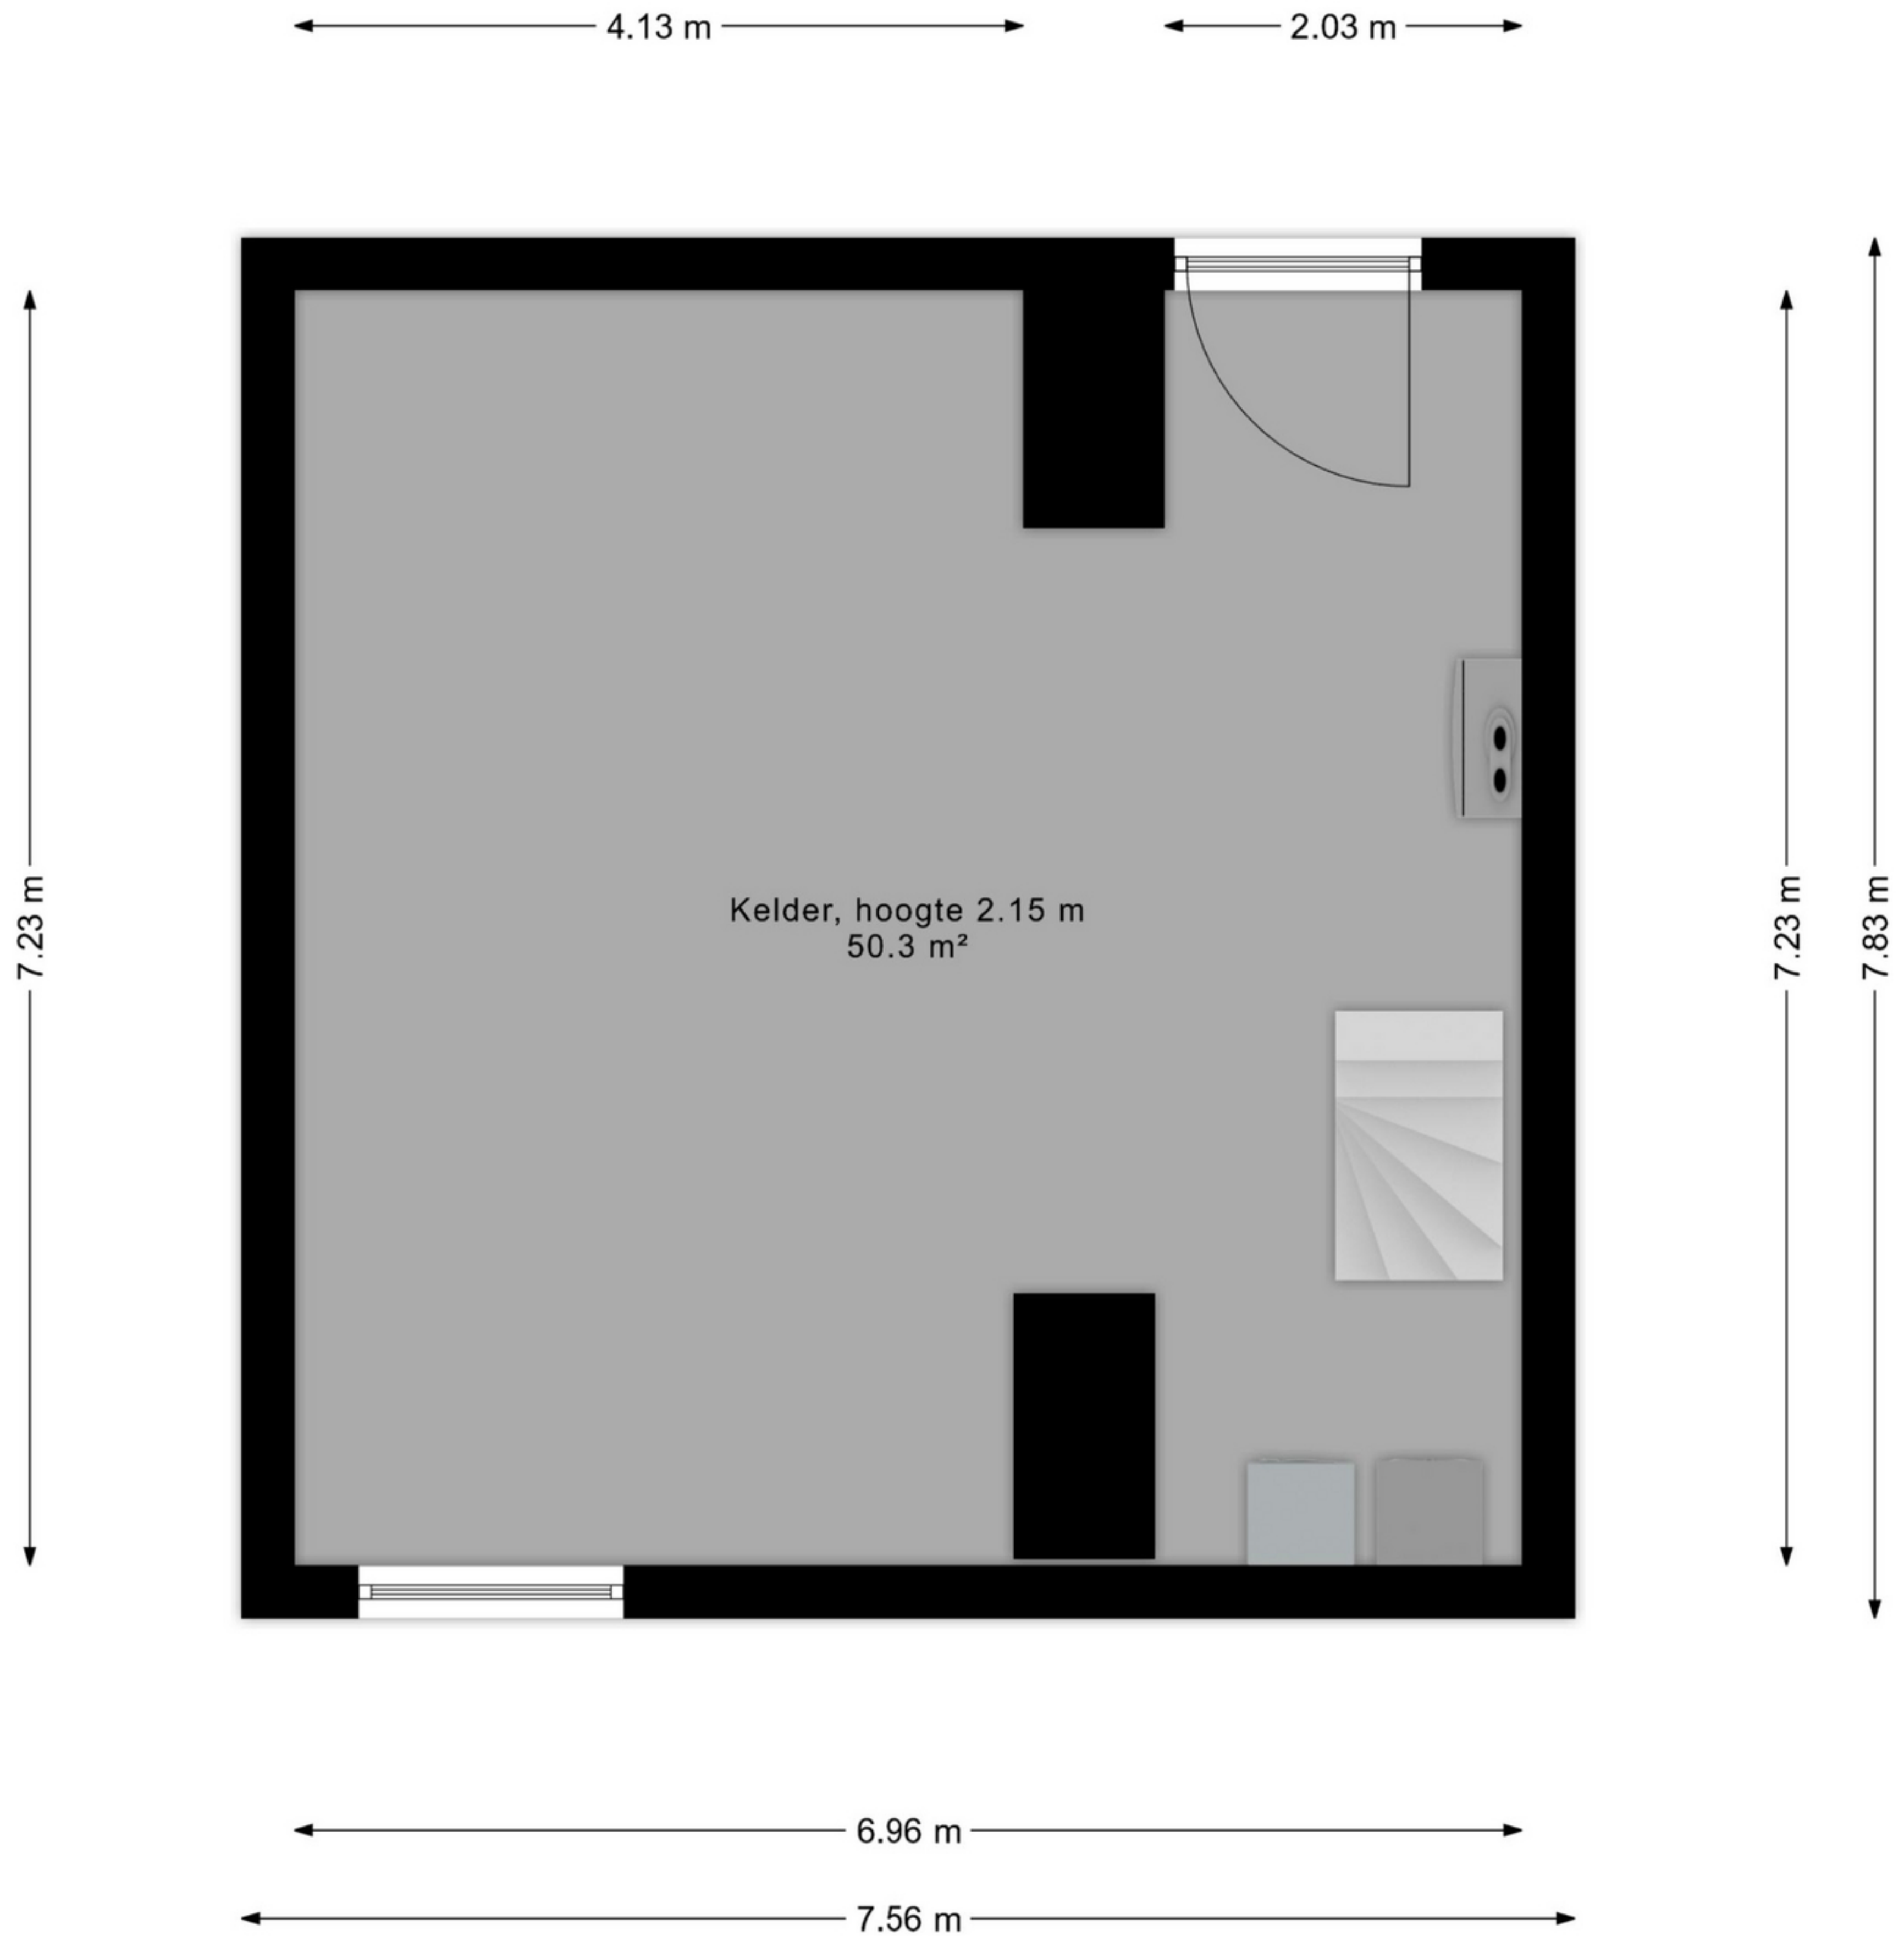 4.13 m
2.03 m
7.23 m
Kelder, hoogte 2.15 m
50.3 m²
7.23 m
7.83 m
6.96 m
7.56 m